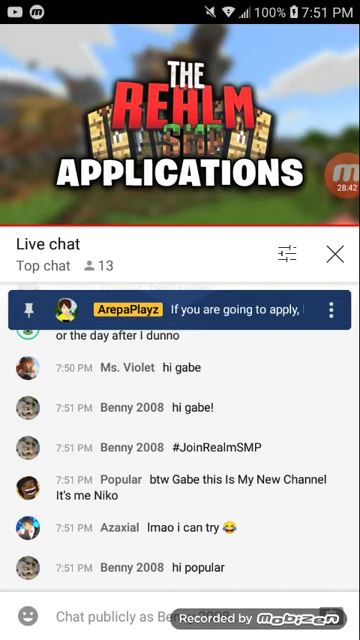 100% 7:51 PM
THE
REALM
SMP
APPLICATIONS
28:42
Live chat
Top chat 13
ArepaPlayz If you are going to apply,
or the day after I dunno
7:50 PM Ms. Violet hi gabe
7:51 PM Benny 2008 hi gabe!
7:51 PM Benny 2008 #JoinRealmSMP
7:51 PM Popular btw Gabe this Is My New Channel
It's me Niko
7:51 PM Azaxial lmao i can try 😂
7:51 PM Benny 2008 hi popular
Chat publicly as Benny 2008
Recorded by Mobizen